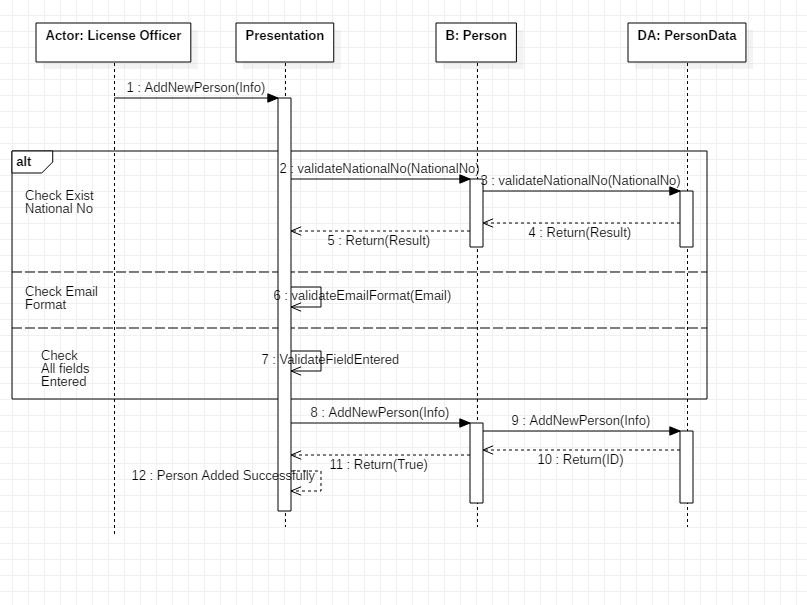 Actor: License Officer
Presentation
B: Person
DA: PersonData
1 : AddNewPerson(Info)
alt
2 : validateNationalNo(NationalNo)
3 : validateNationalNo(NationalNo)
Check Exist
National No
4 : Return(Result)
5 : Return(Result)
Check Email
Format
6 : validateEmailFormat(Email)
Check
All fields
Entered
7 : ValidateFieldEntered
8 : AddNewPerson(Info)
9 : AddNewPerson(Info)
10 : Return(ID)
11 : Return(True)
12 : Person Added Successfully